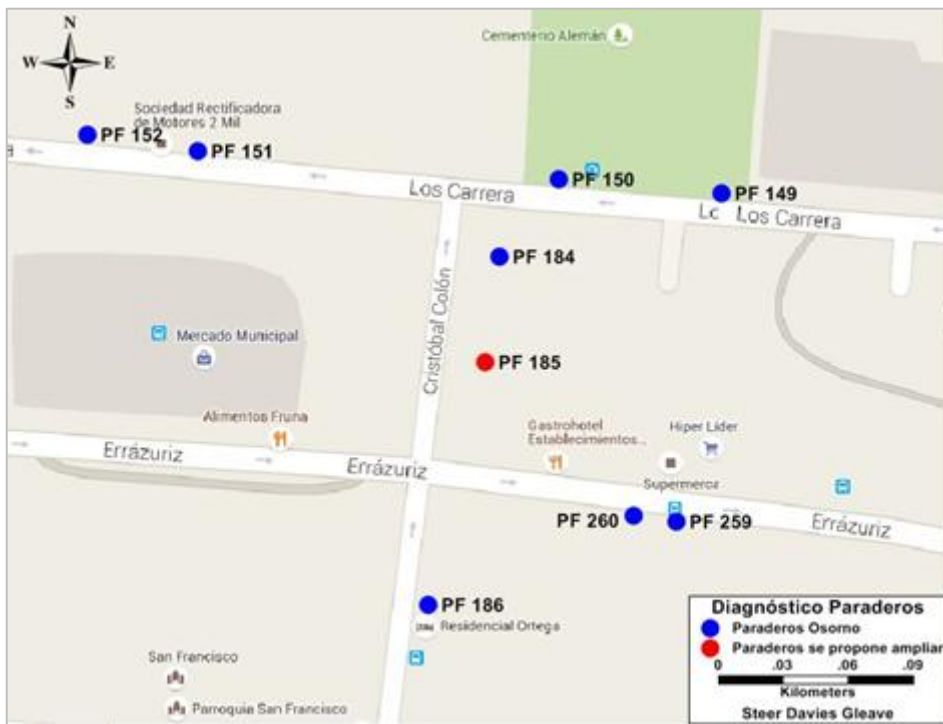 N
W E
S
Cementerio Alemán
Sociedad Rectificadora
de Motores 2 Mil
PF 152
PF 151
PF 150
PF 149
a
Los Carrera
Lc Los Carrera
PF 184
Cristóbal Colón
Mercado Municipal
PF 185
Alimentos Fruna
Gastrohotel
Establecimientos...
Hiper Líder
Errázuriz
Errázuriz
Supermerca
PF 260
PF 259
Errázuriz
PF 186
Residencial Ortega
San Francisco
Parroquia San Francisco
Diagnóstico Paraderos
Paraderos Osorno
Paraderos se propone ampliar
0 .03 .06 .09
Kilometers
Steer Davies Gleave